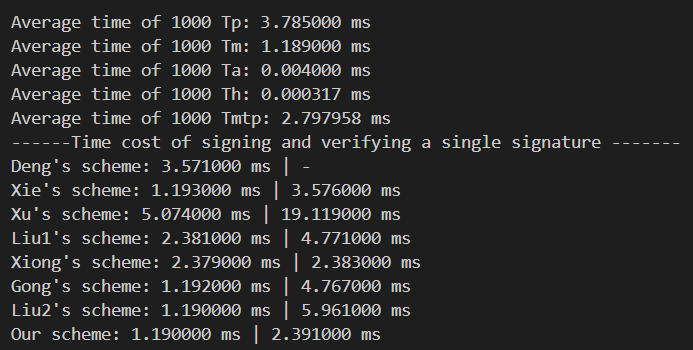 Average time of 1000 Tp: 3.785000 ms
Average time of 1000 Tm: 1.189000 ms
Average time of 1000 Ta: 0.004000 ms
Average time of 1000 Th: 0.000317 ms
Average time of 1000 Tmtp: 2.797958 ms
------Time cost of signing and verifying a single signature -------
Deng's scheme: 3.571000 ms | -
Xie's scheme: 1.193000 ms | 3.576000 ms
Xu's scheme: 5.074000 ms | 19.119000 ms
Liu1's scheme: 2.381000 ms | 4.771000 ms
Xiong's scheme: 2.379000 ms | 2.383000 ms
Gong's scheme: 1.192000 ms | 4.767000 ms
Liu2's scheme: 1.190000 ms | 5.961000 ms
Our scheme: 1.190000 ms | 2.391000 ms